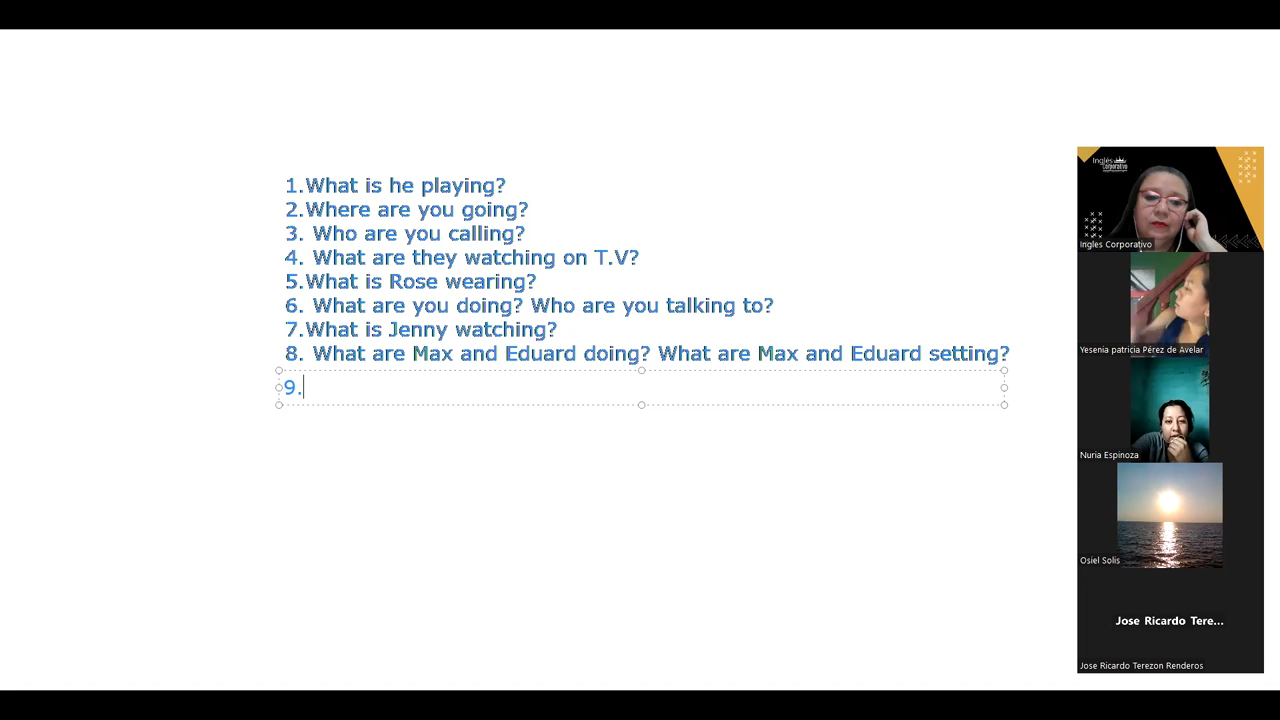 1.What is he playing?
2.Where are you going?
3. Who are you calling?
4. What are they watching on T.V?
5.What is Rose wearing?
6. What are you doing? Who are you talking to?
7.What is Jenny watching?
8. What are Max and Eduard doing? What are Max and Eduard setting?
9.
Inglés
Corporativo
Ingles Corporativo
Yesenia patricia Pérez de Avelar
Nuria Espinoza
Osiel Solis
Jose Ricardo Tere...
Jose Ricardo Terezon Renderos